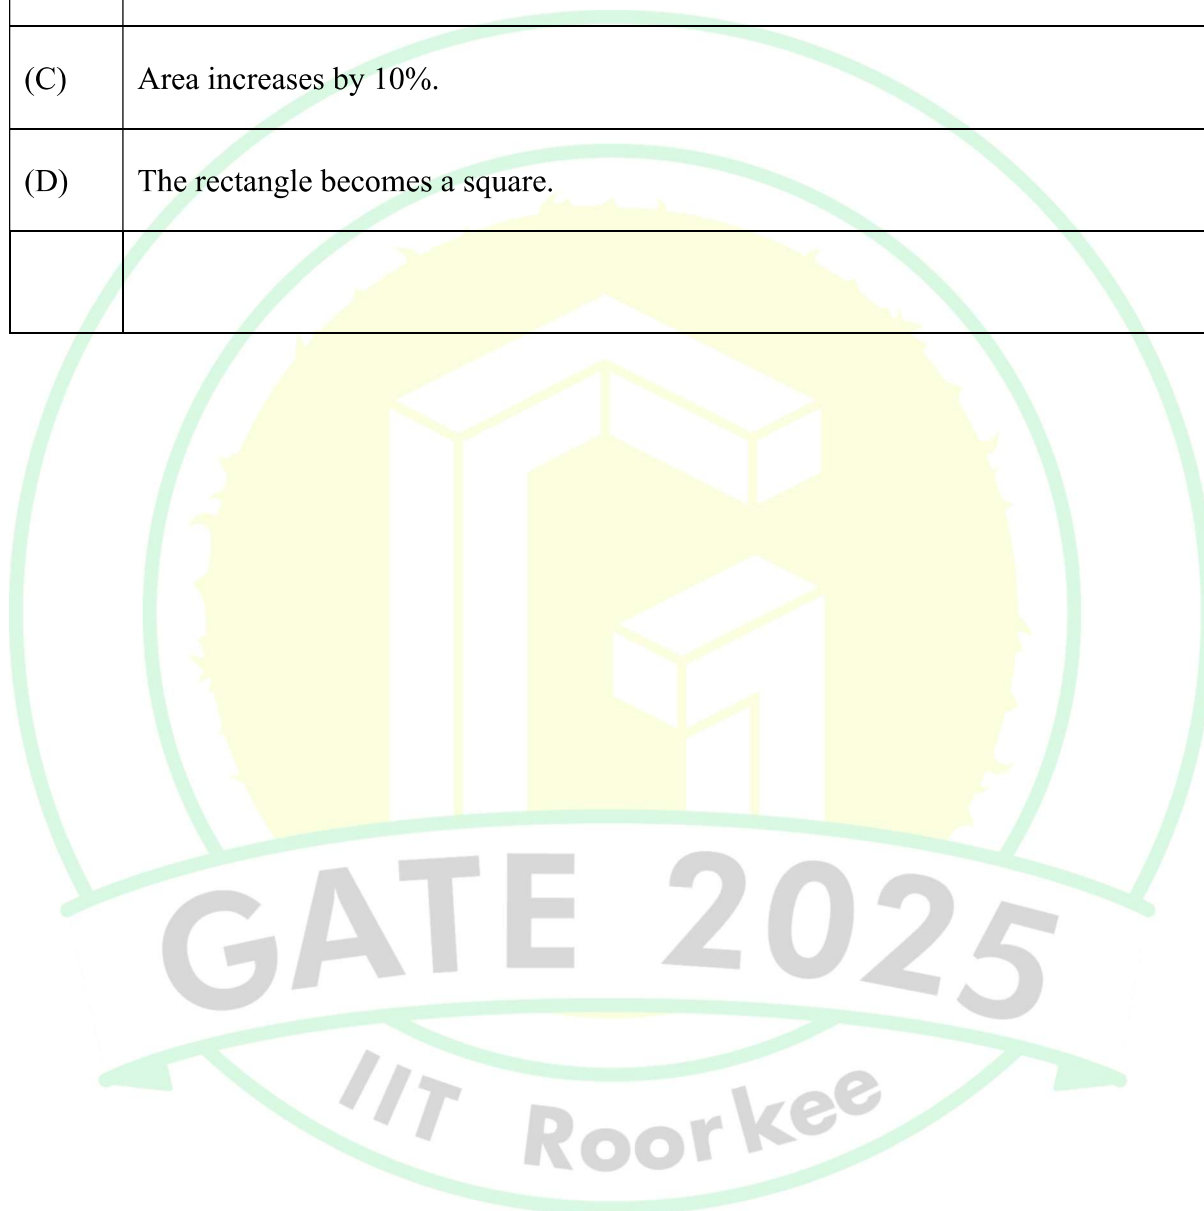 (C) Area increases by 10%.
(D) The rectangle becomes a square.
GATE 2025
IIT Roorkee